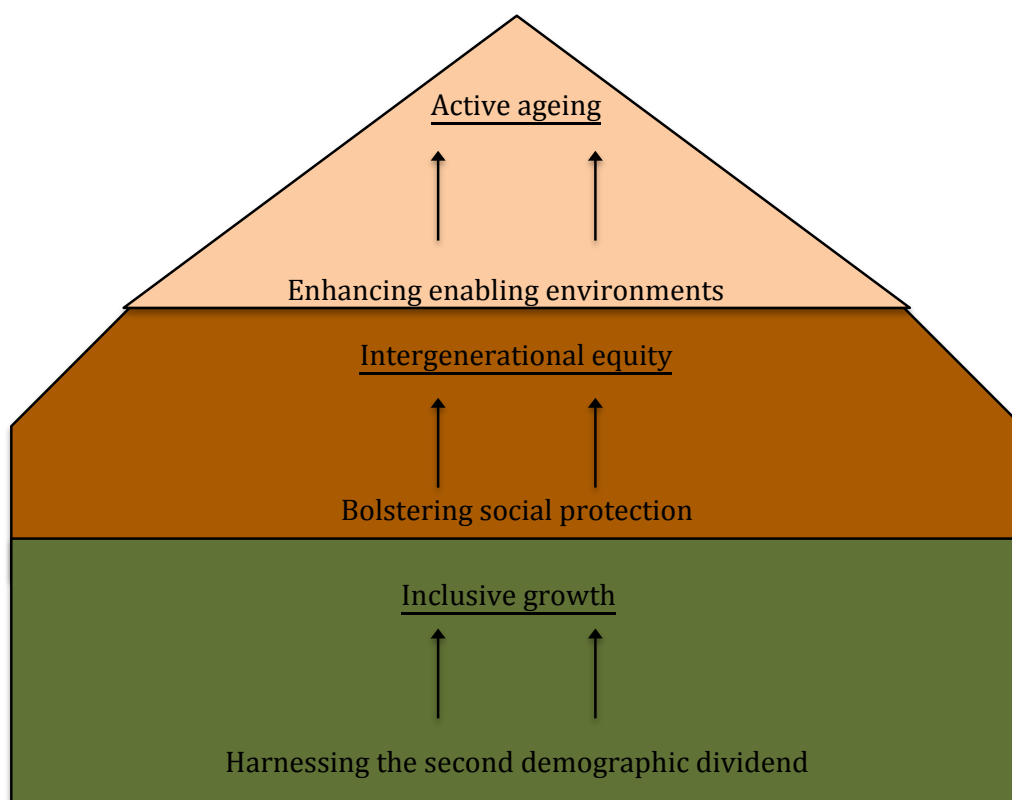 Active ageing
Enhancing enabling environments
Intergenerational equity
Bolstering social protection
Inclusive growth
Harnessing the second demographic dividend